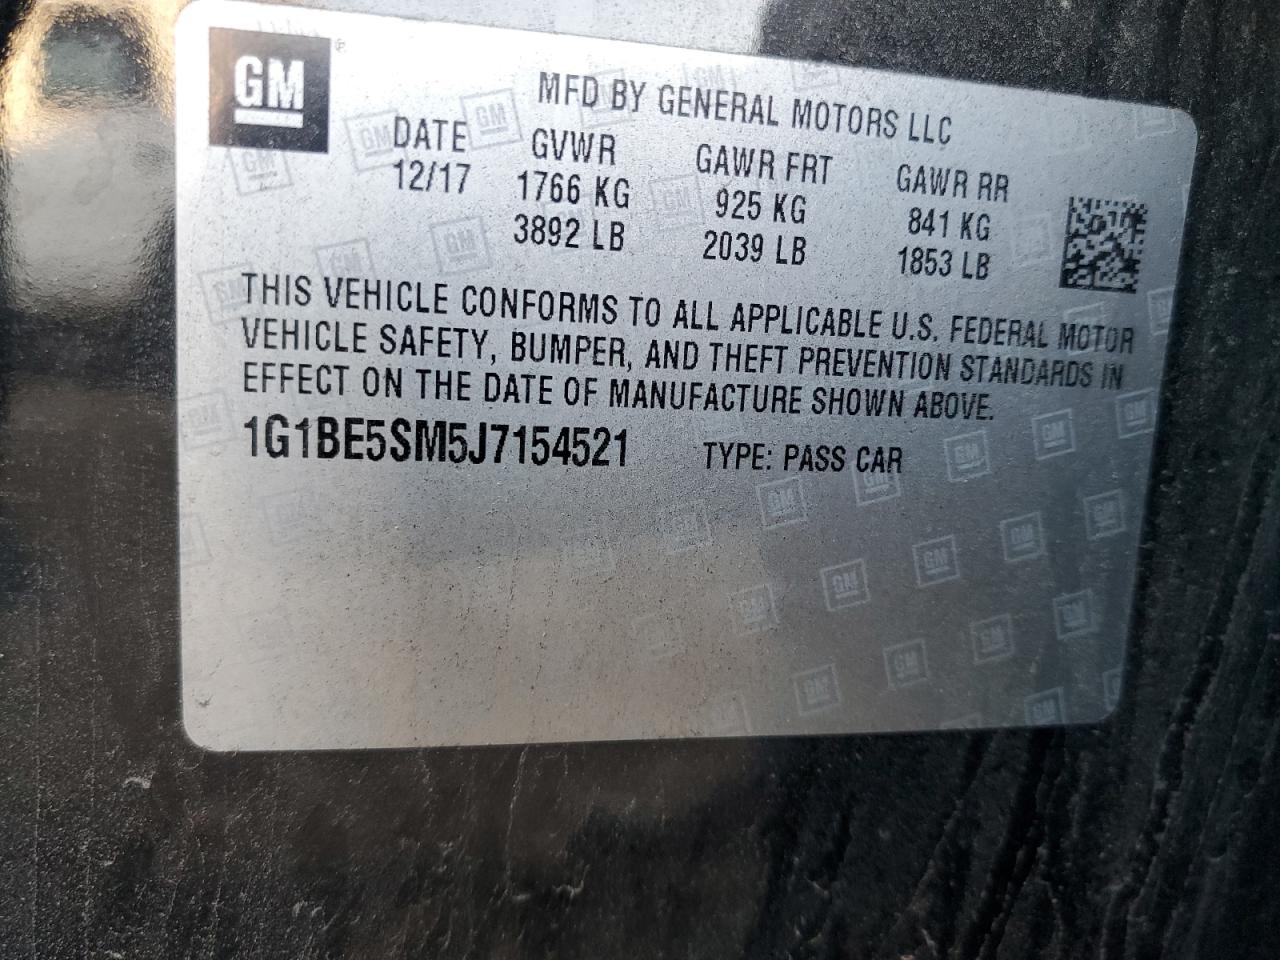 GM ®
MFD BY GENERAL MOTORS LLC
DATE GVWR GAWR FRT GAWR RR
12/17 1766 KG 925 KG 841 KG
3892 LB 2039 LB 1853 LB
THIS VEHICLE CONFORMS TO ALL APPLICABLE U.S. FEDERAL MOTOR
VEHICLE SAFETY, BUMPER, AND THEFT PREVENTION STANDARDS IN
EFFECT ON THE DATE OF MANUFACTURE SHOWN ABOVE.
1G1BE5SM5J7154521 TYPE: PASS CAR